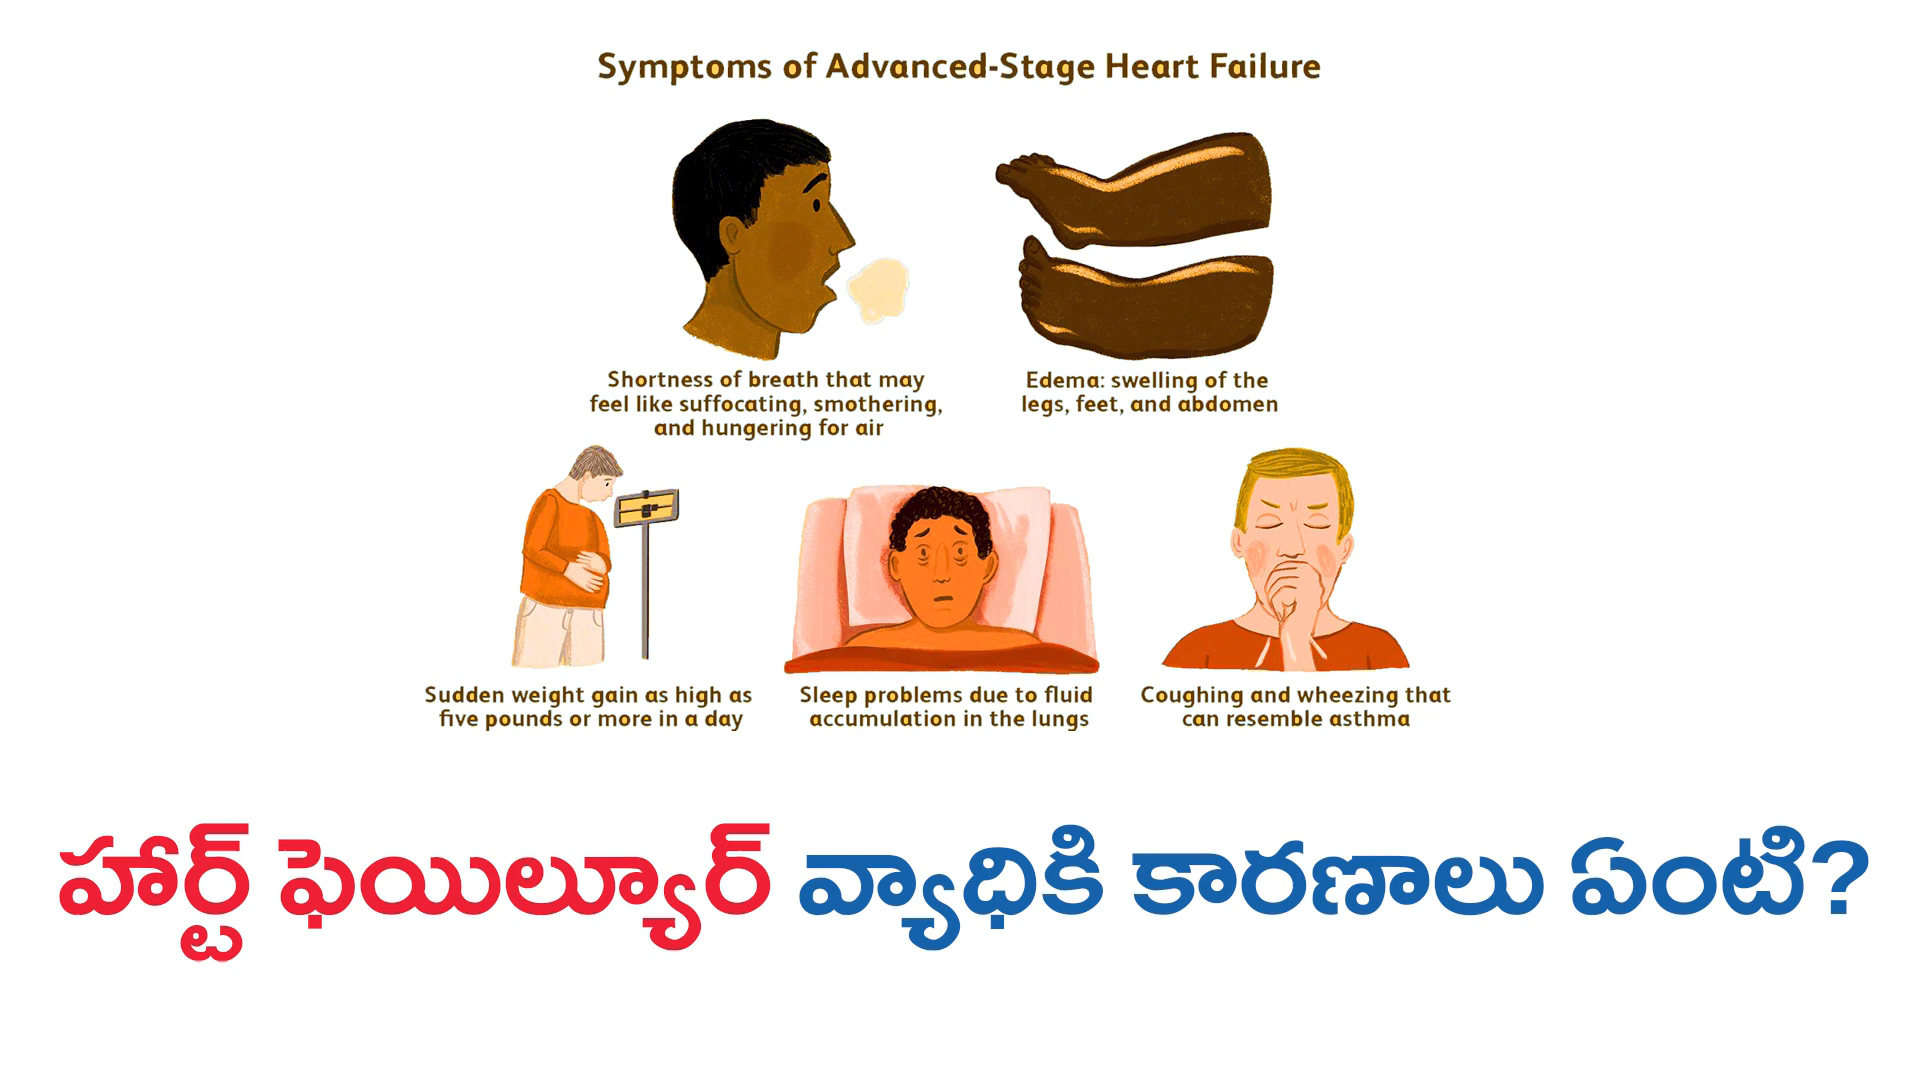 Symptoms of Advanced-Stage Heart Failure
Shortness of breath that may
feel like suffocating, smothering,
and hungering for air
Edema: swelling of the
legs, feet, and abdomen
Sudden weight gain as high as
five pounds or more in a day
Sleep problems due to fluid
accumulation in the lungs
Coughing and wheezing that
can resemble asthma
హార్ట్ ఫెయిల్యూర్ వ్యాధికి కారణాలు ఏంటి?